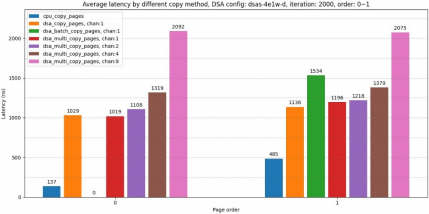 Average latency by different copy method, DSA config: dsas-4e1w-d, iteration: 2000, order: 0~1
cpu_copy_pages
dsa_copy_pages, chan:1
dsa_batch_copy_pages, chan:1
dsa_multi_copy_pages, chan:1
dsa_multi_copy_pages, chan:2
dsa_multi_copy_pages, chan:4
dsa_multi_copy_pages, chan:8
Latency (ns)
2000
1500
1000
500
0
137
1029
0
1019
1108
1319
2092
485
1136
1534
1196
1218
1379
2075
0
1
Page order